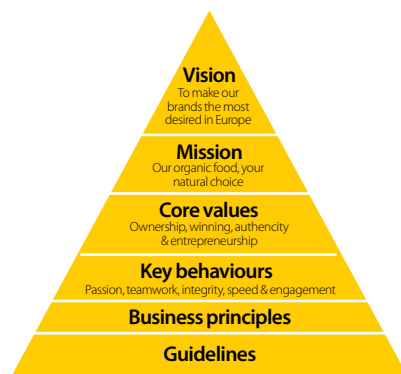 Vision
To make our
brands the most
desired in Europe
Mission
Our organic food, your
natural choice
Core values
Ownership, winning, authencity
& entrepreneurship
Key behaviours
Passion, teamwork, integrity, speed & engagement
Business principles
Guidelines